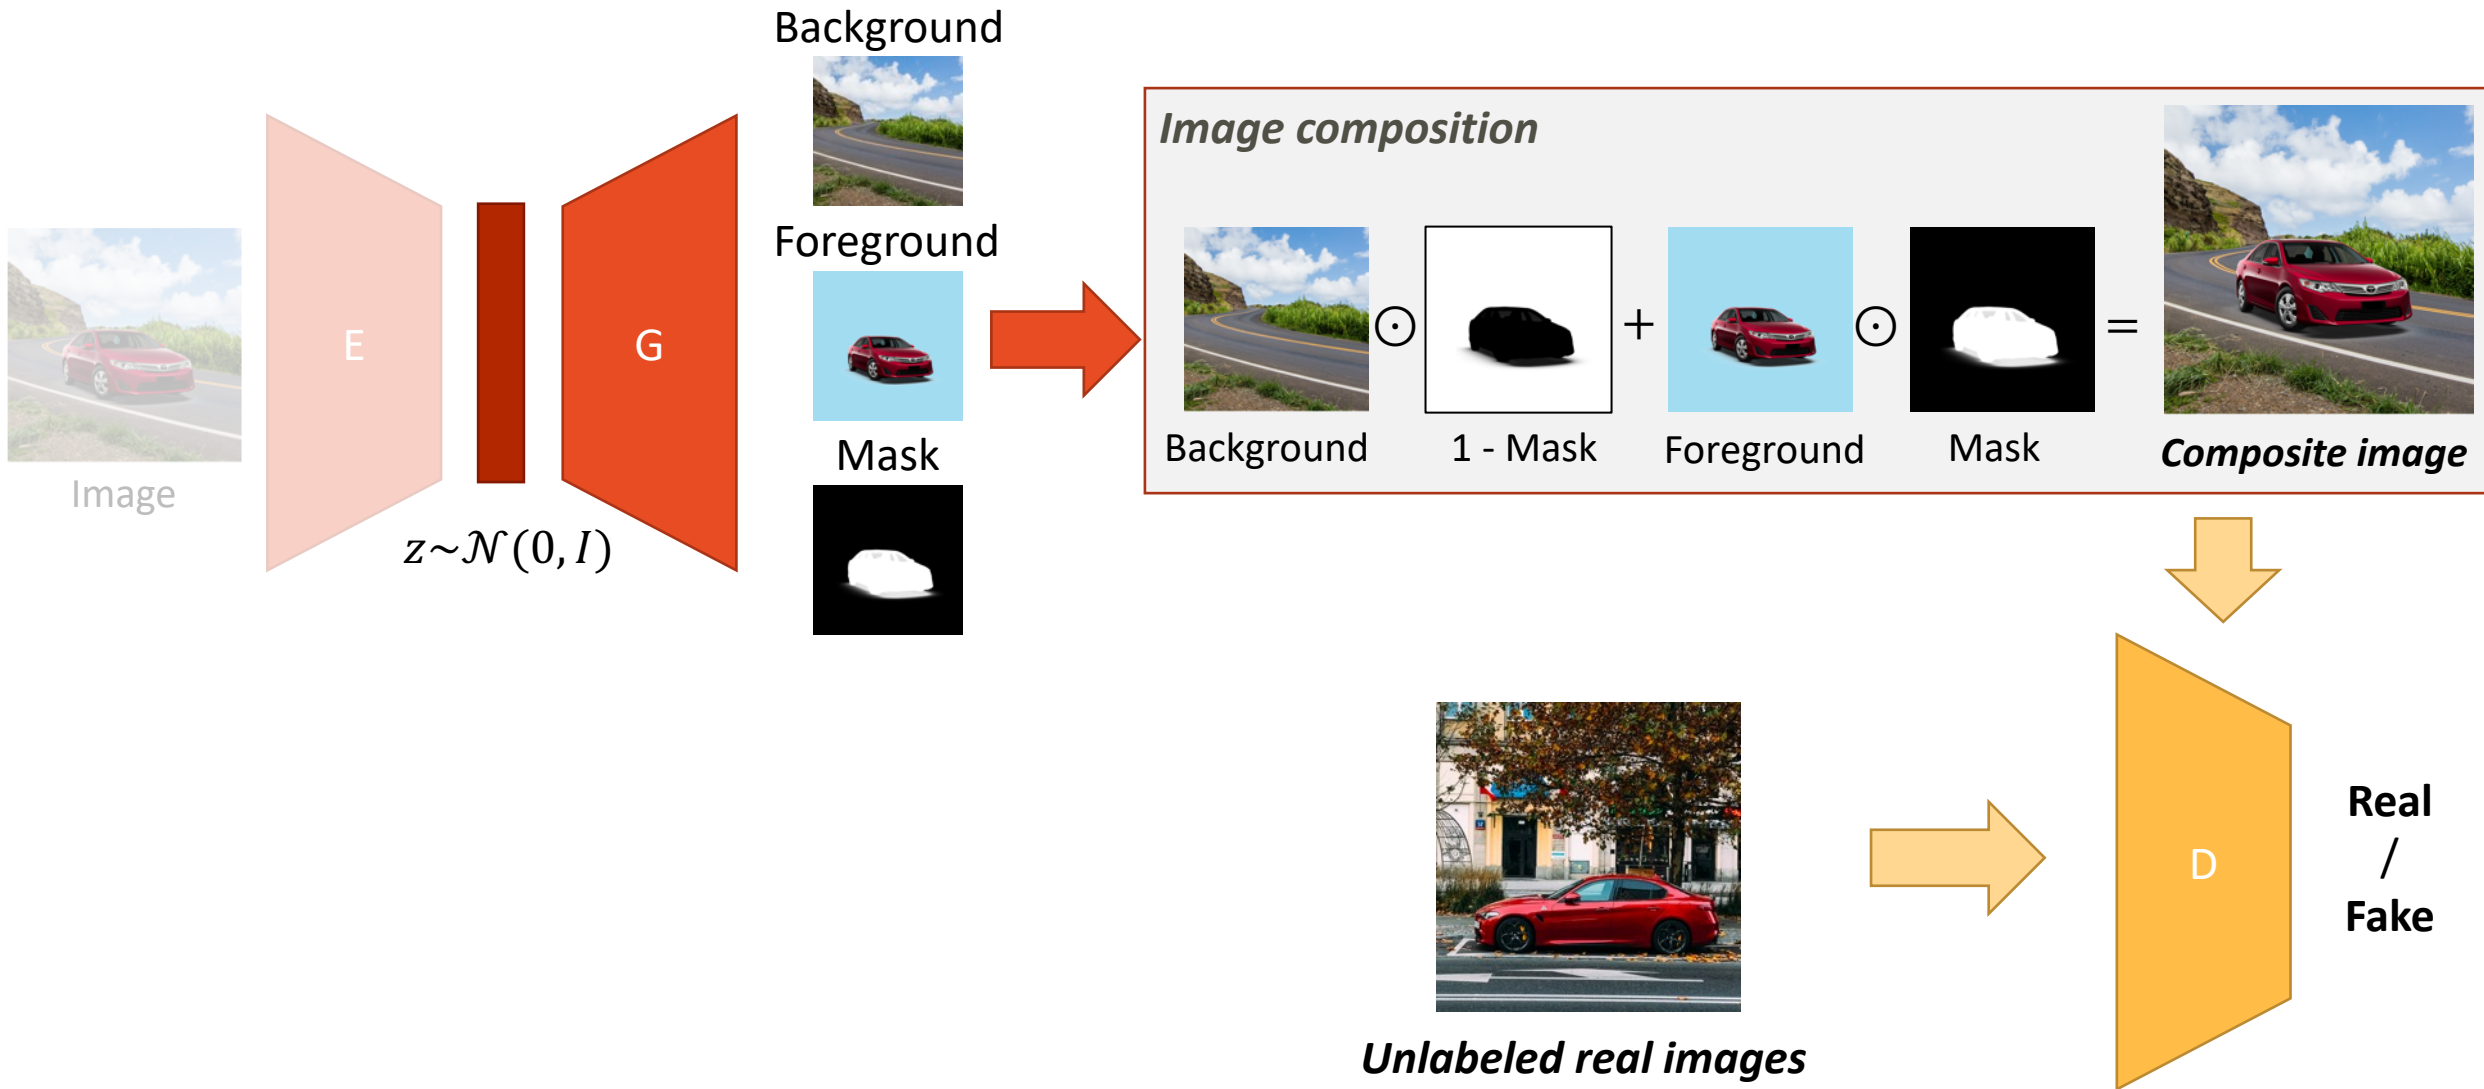 Background
Foreground
Mask
Image
E
G
z~𝒩(0, I)
Image composition
⊙
+
⊙
=
Background
1 - Mask
Foreground
Mask
Composite image
Unlabeled real images
D
Real
/
Fake